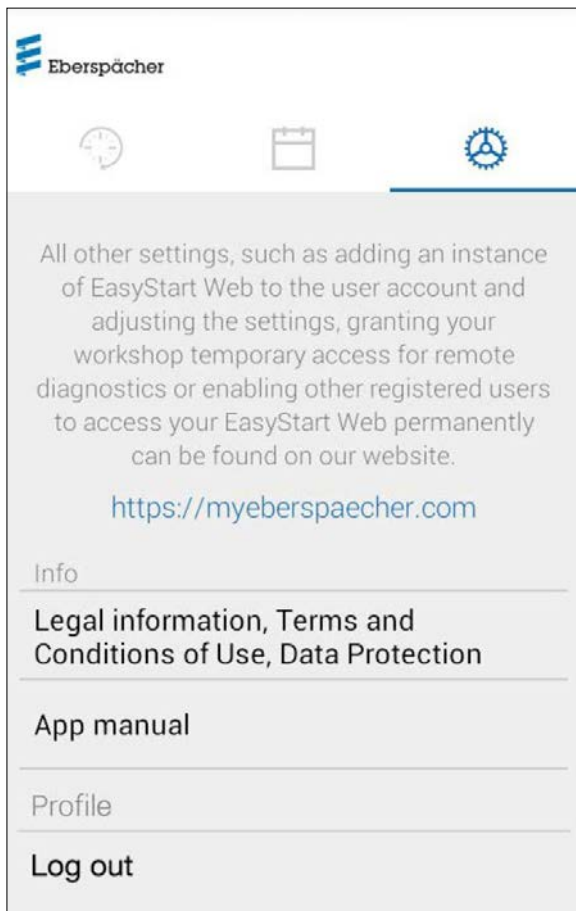 Eberspächer
All other settings, such as adding an instance
of EasyStart Web to the user account and
adjusting the settings, granting your
workshop temporary access for remote
diagnostics or enabling other registered users
to access your EasyStart Web permanently
can be found on our website.
https://myeberspaecher.com
Info
Legal information, Terms and
Conditions of Use, Data Protection
App manual
Profile
Log out